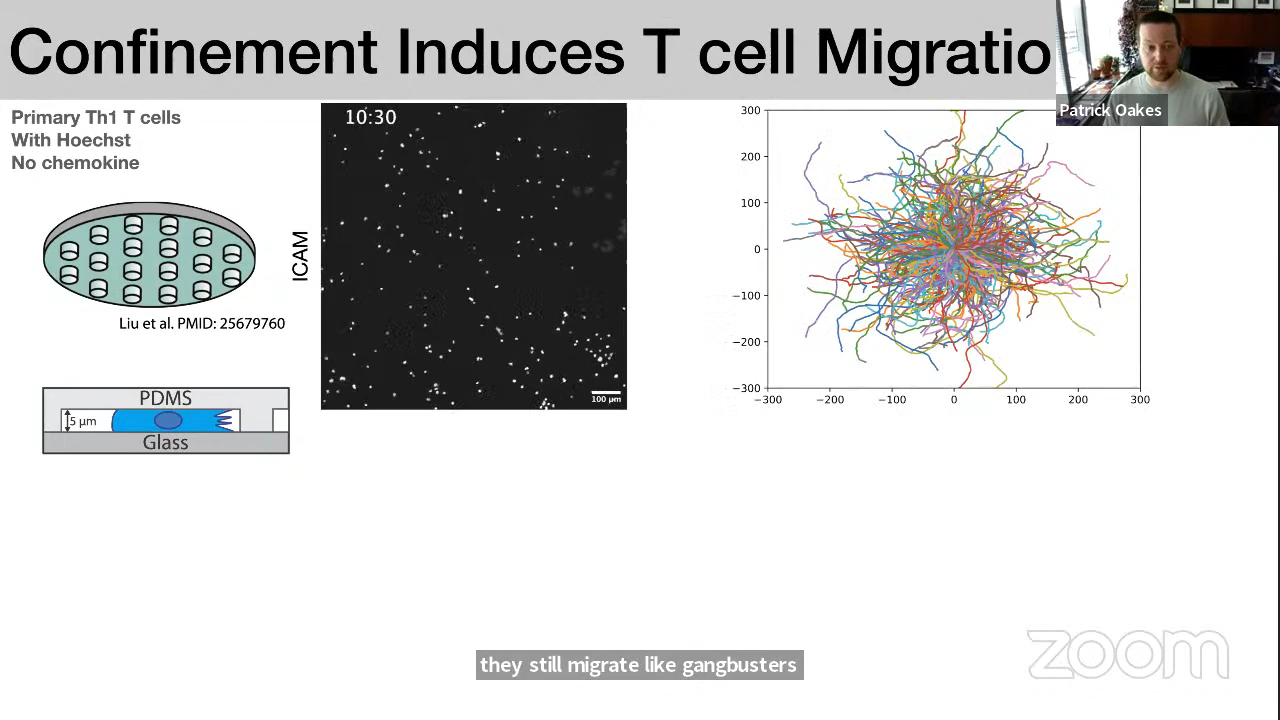 Confinement Induces T cell Migratio
Patrick Oakes
Primary Th1 T cells
With Hoechst
No chemokine
Liu et al. PMID: 25679760
PDMS
5 μm
Glass
ICAM
10:30
100 μm
300
200
100
0
−100
−200
−300
−300
−200
−100
0
100
200
300
they still migrate like gangbusters
zoom